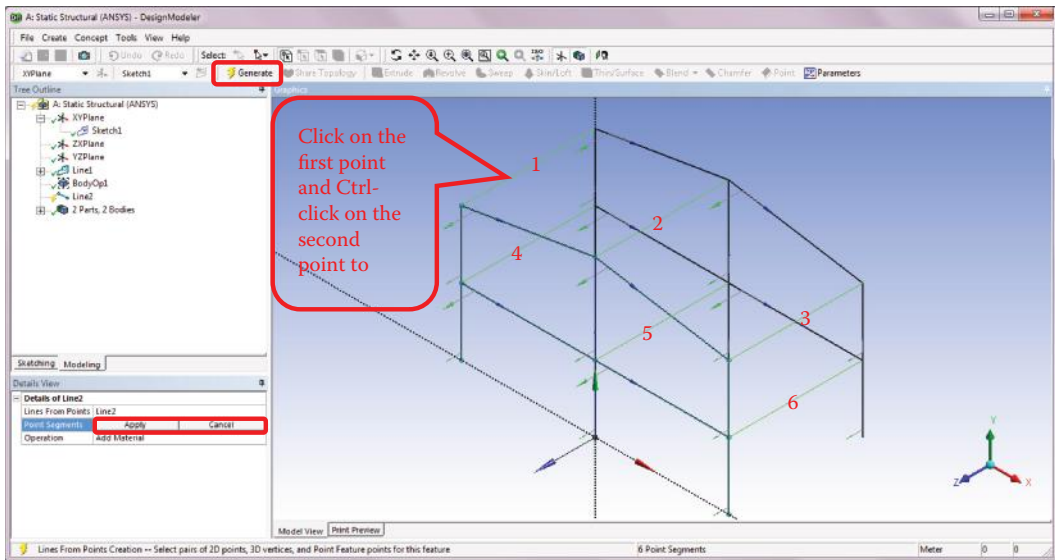 A: Static Structural (ANSYS) - DesignModeler
File Create Concept Tools View Help
Undo Redo Select:
XYPlane Sketch1 Generate Share Topology Extrude Revolve Sweep Skin/Loft Thin/Surface Blend Chamfer Point Parameters
Tree Outline
Graphics
A: Static Structural (ANSYS)
XYPlane
Sketch1
ZXPlane
YZPlane
Line1
BodyOp1
Line2
2 Parts, 2 Bodies
Click on the
first point
and Ctrl-
click on the
second
point to
1
2
3
4
5
6
Y
Z
X
Sketching Modeling
Details View
Details of Line2
Lines From Points Line2
Point Segments Apply Cancel
Operation Add Material
Model View Print Preview
Lines From Points Creation -- Select pairs of 2D points, 3D vertices, and Point Feature points for this feature 6 Point Segments Meter 0 0